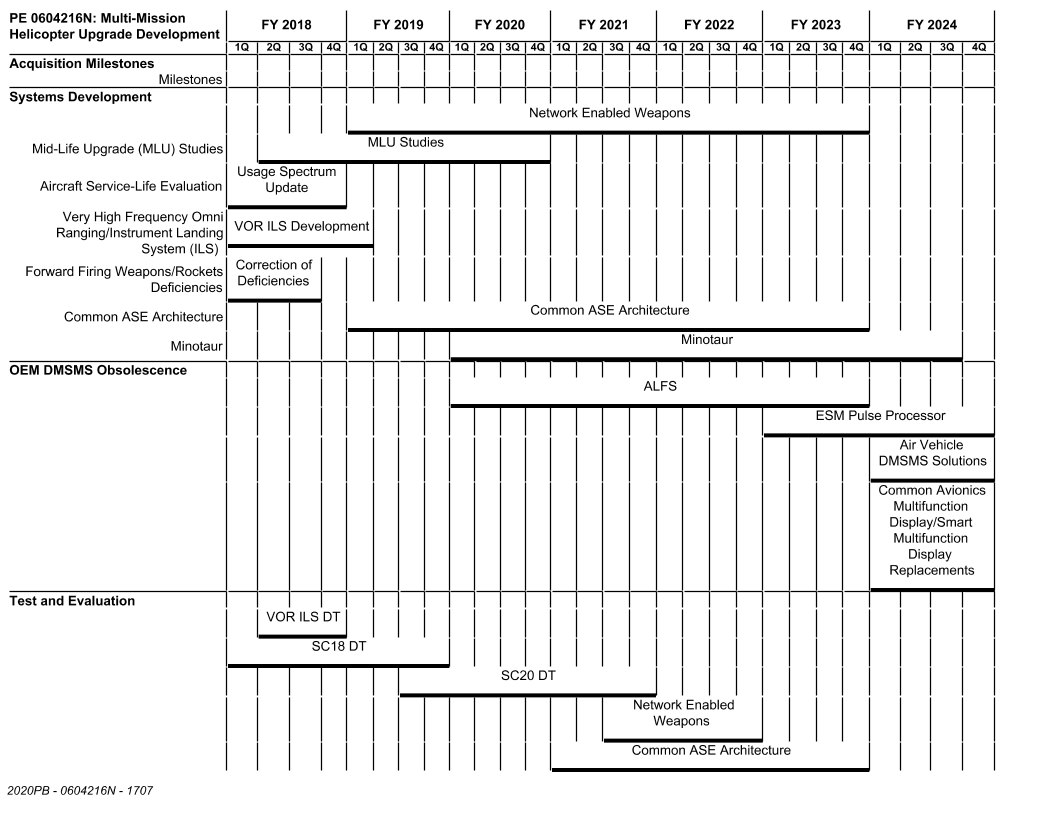 PE 0604216N: Multi-Mission
Helicopter Upgrade Development
FY 2018 FY 2019 FY 2020 FY 2021 FY 2022 FY 2023 FY 2024
1Q 2Q 3Q 4Q 1Q 2Q 3Q 4Q 1Q 2Q 3Q 4Q 1Q 2Q 3Q 4Q 1Q 2Q 3Q 4Q 1Q 2Q 3Q 4Q 1Q 2Q 3Q 4Q
Acquisition Milestones
Milestones
Systems Development
Network Enabled Weapons
Mid-Life Upgrade (MLU) Studies
MLU Studies
Aircraft Service-Life Evaluation
Usage Spectrum
Update
Very High Frequency Omni
Ranging/Instrument Landing
System (ILS)
VOR ILS Development
Forward Firing Weapons/Rockets
Deficiencies
Correction of
Deficiencies
Common ASE Architecture
Common ASE Architecture
Minotaur
Minotaur
OEM DMSMS Obsolescence
ALFS
ESM Pulse Processor
Air Vehicle
DMSMS Solutions
Common Avionics
Multifunction
Display/Smart
Multifunction
Display
Replacements
Test and Evaluation
VOR ILS DT
SC18 DT
SC20 DT
Network Enabled
Weapons
Common ASE Architecture
2020PB - 0604216N - 1707